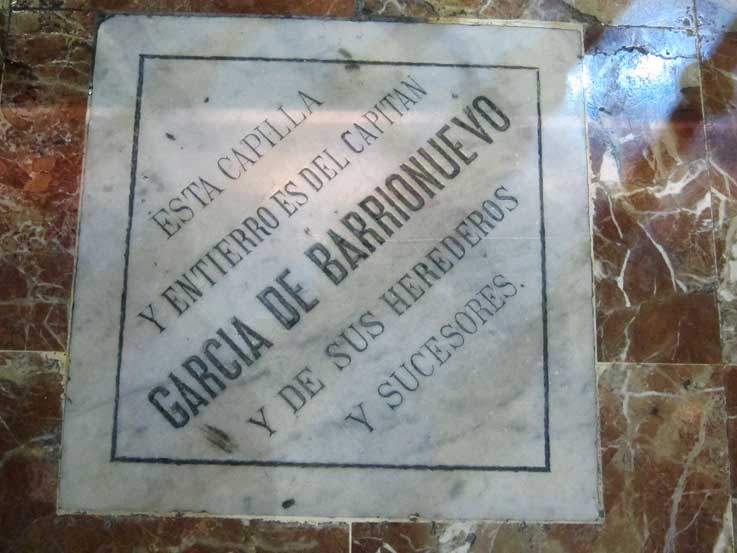 ESTA CAPILLA
Y ENTIERRO ES DEL CAPITAN
GARCIA DE BARRIONUEVO
Y DE SUS HEREDEROS
Y SUCESORES.